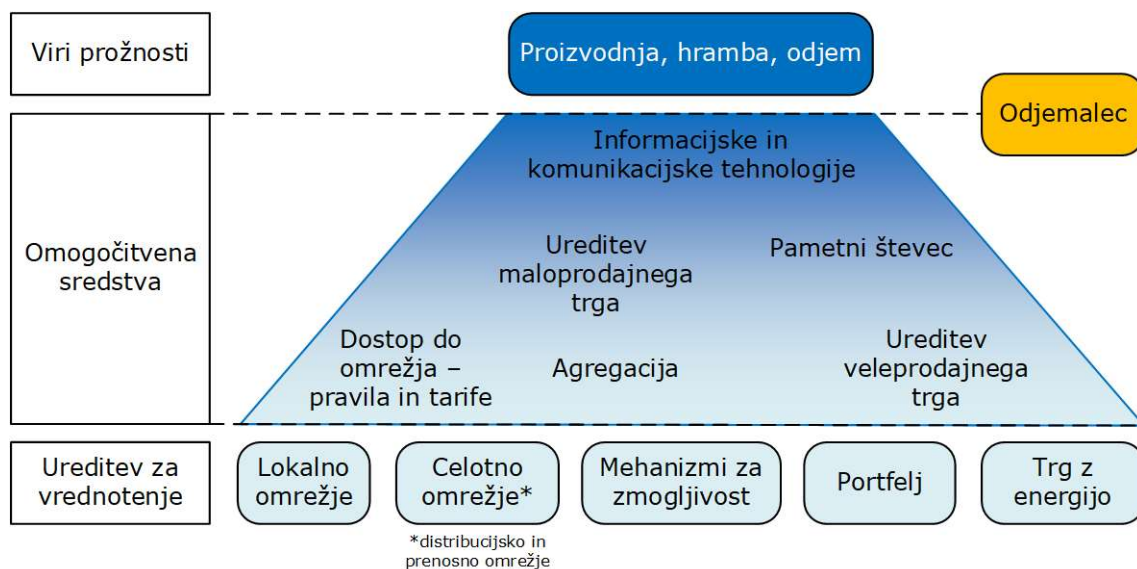 Viri prožnosti
Proizvodnja, hramba, odjem
Odjemalec
Omogočitvena
sredstva
Informacijske in
komunikacijske tehnologije
Ureditev
maloprodajnega
trga
Pametni števec
Dostop do
omrežja –
pravila in tarife
Agregacija
Ureditev
veleprodajnega
trga
Ureditev za
vrednotenje
Lokalno
omrežje
Celotno
omrežje*
Mehanizmi za
zmogljivost
Portfelj
Trg z
energijo
*distribucijsko in
prenosno omrežje